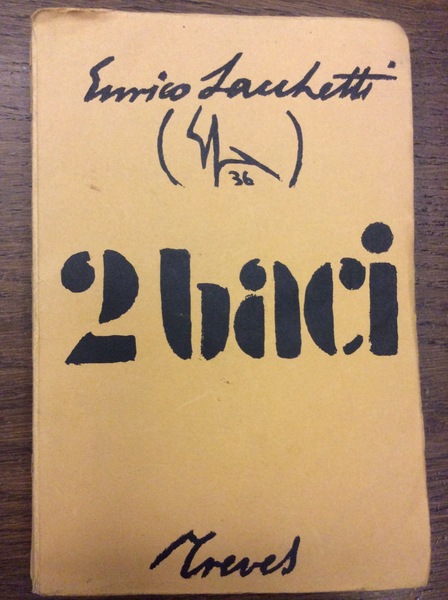 Enrico Sacchetti
( 36 )
2 baci
Treves